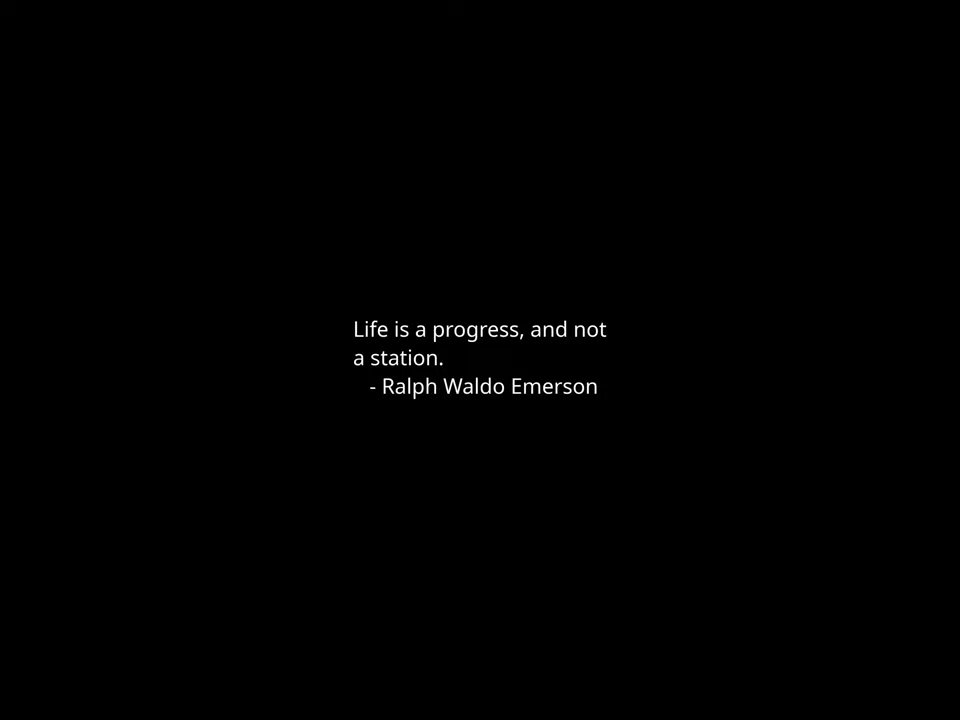 Life is a progress, and not
a station.
- Ralph Waldo Emerson